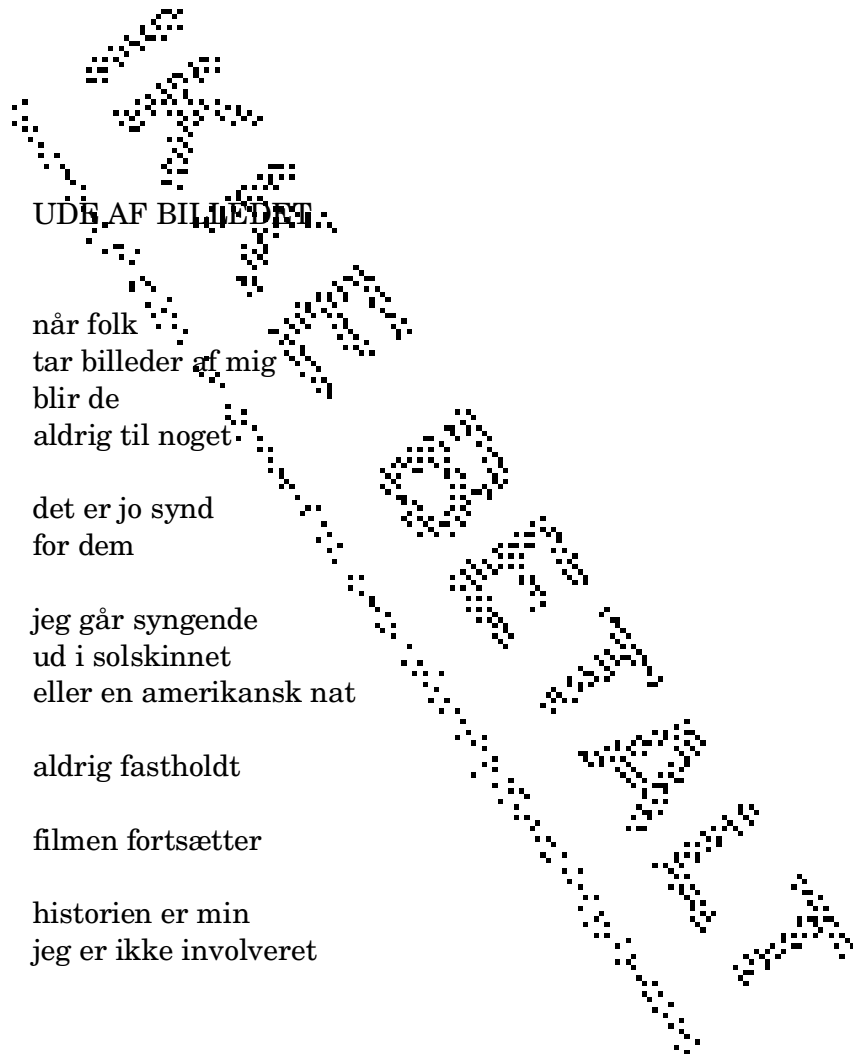 IKKE BETALT
UDE AF BILLEDET
når folk
tar billeder af mig
blir de
aldrig til noget
det er jo synd
for dem
jeg går syngende
ud i solskinnet
eller en amerikansk nat
aldrig fastholdt
filmen fortsætter
historien er min
jeg er ikke involveret